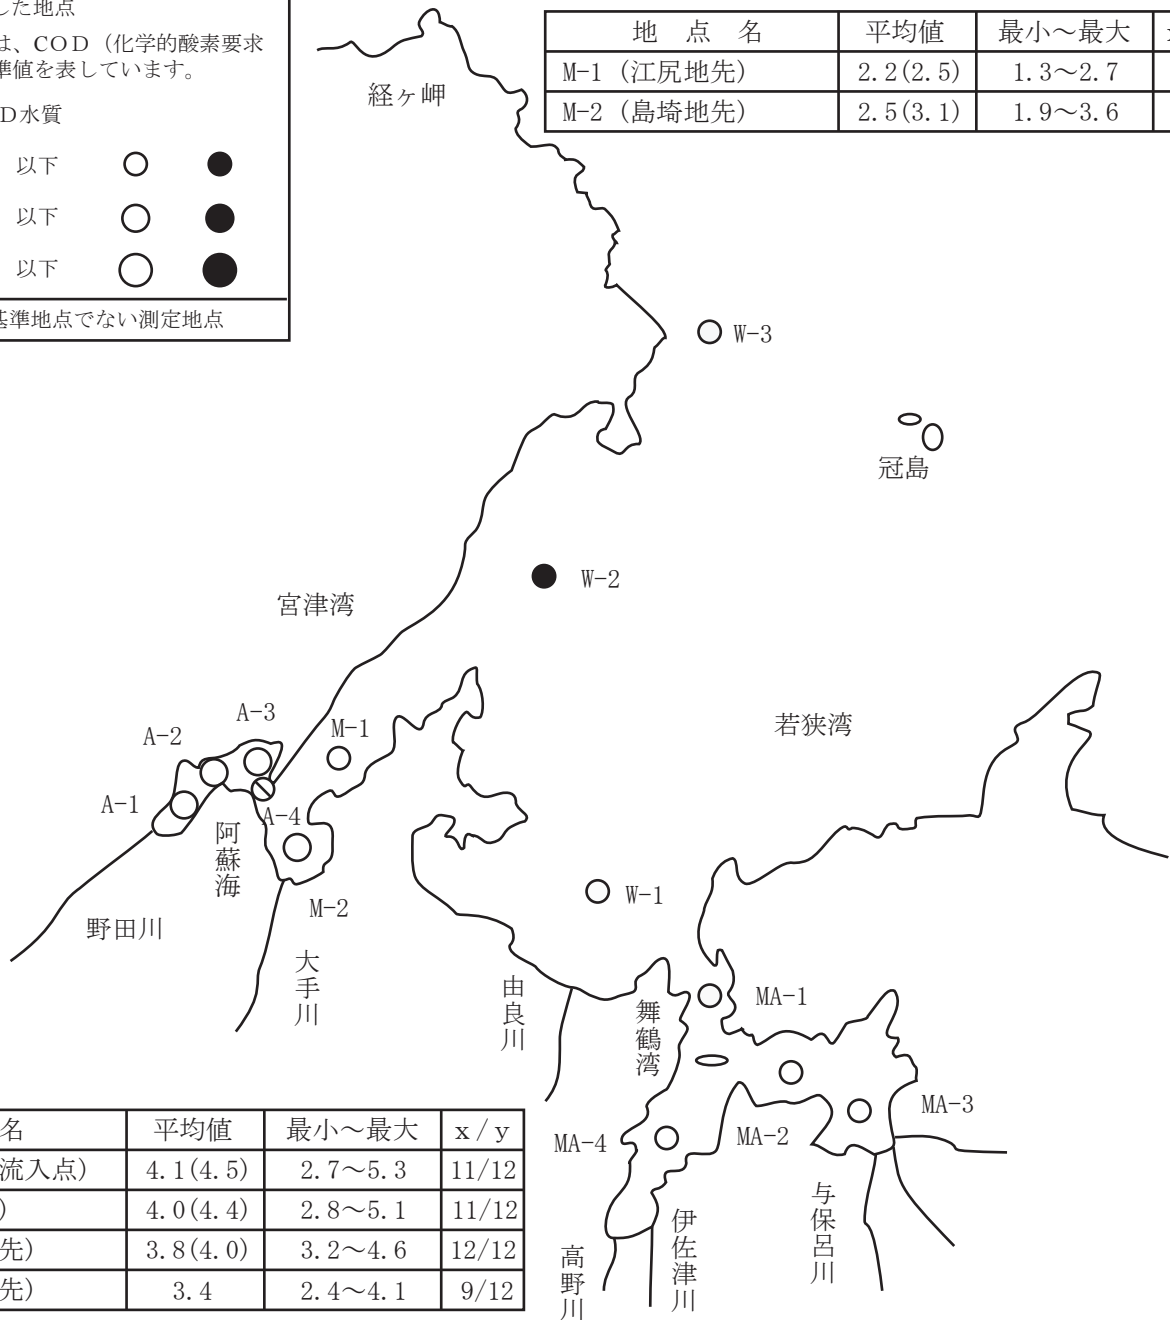 した地点
は、COD（化学的酸素要求
準値を表しています。
D水質
以下
以下
以下
基準地点でない測定地点
地　点　名 平均値 最小～最大
M-1（江尻地先） 2.2(2.5) 1.3～2.7
M-2（島埼地先） 2.5(3.1) 1.9～3.6
経ヶ岬
W-3
冠島
W-2
宮津湾
若狭湾
A-3
M-1
A-2
A-1
A-4
阿蘇海
M-2
野田川
大手川
W-1
由良川
舞鶴湾
MA-1
MA-3
MA-2
MA-4
与保呂川
伊佐津川
高野川
名 平均値 最小～最大 x/y
流入点） 4.1(4.5) 2.7～5.3 11/12
） 4.0(4.4) 2.8～5.1 11/12
先） 3.8(4.0) 3.2～4.6 12/12
先） 3.4 2.4～4.1 9/12